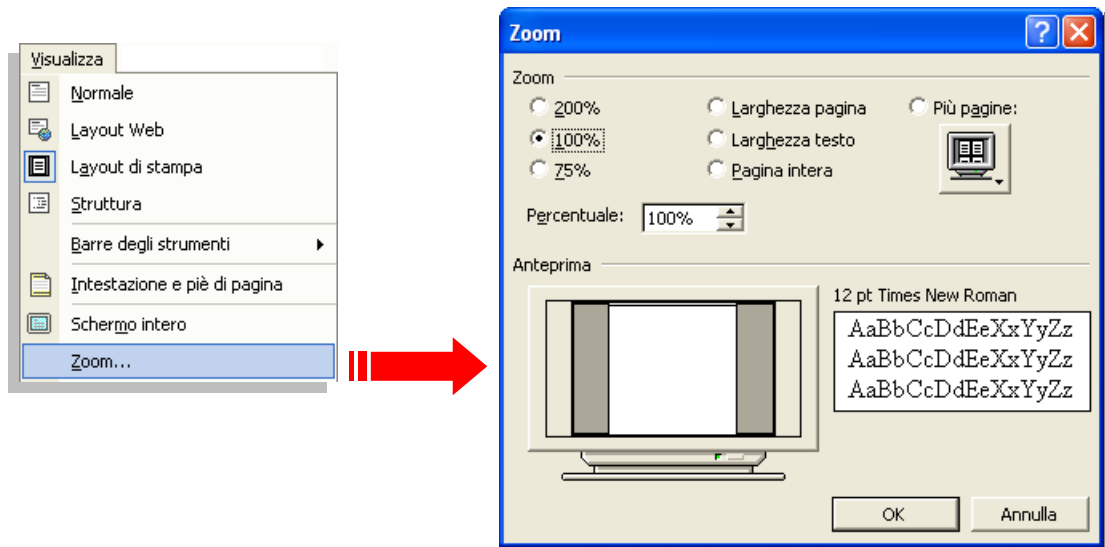 Visualizza
Normale
Layout Web
Layout di stampa
Struttura
Barre degli strumenti
Intestazione e piè di pagina
Schermo intero
Zoom...
Zoom
Zoom
200% Larghezza pagina Più pagine:
100% Larghezza testo
75% Pagina intera
Percentuale: 100%
Anteprima
12 pt Times New Roman
AaBbCcDdEeXxYyZz
AaBbCcDdEeXxYyZz
AaBbCcDdEeXxYyZz
OK Annulla